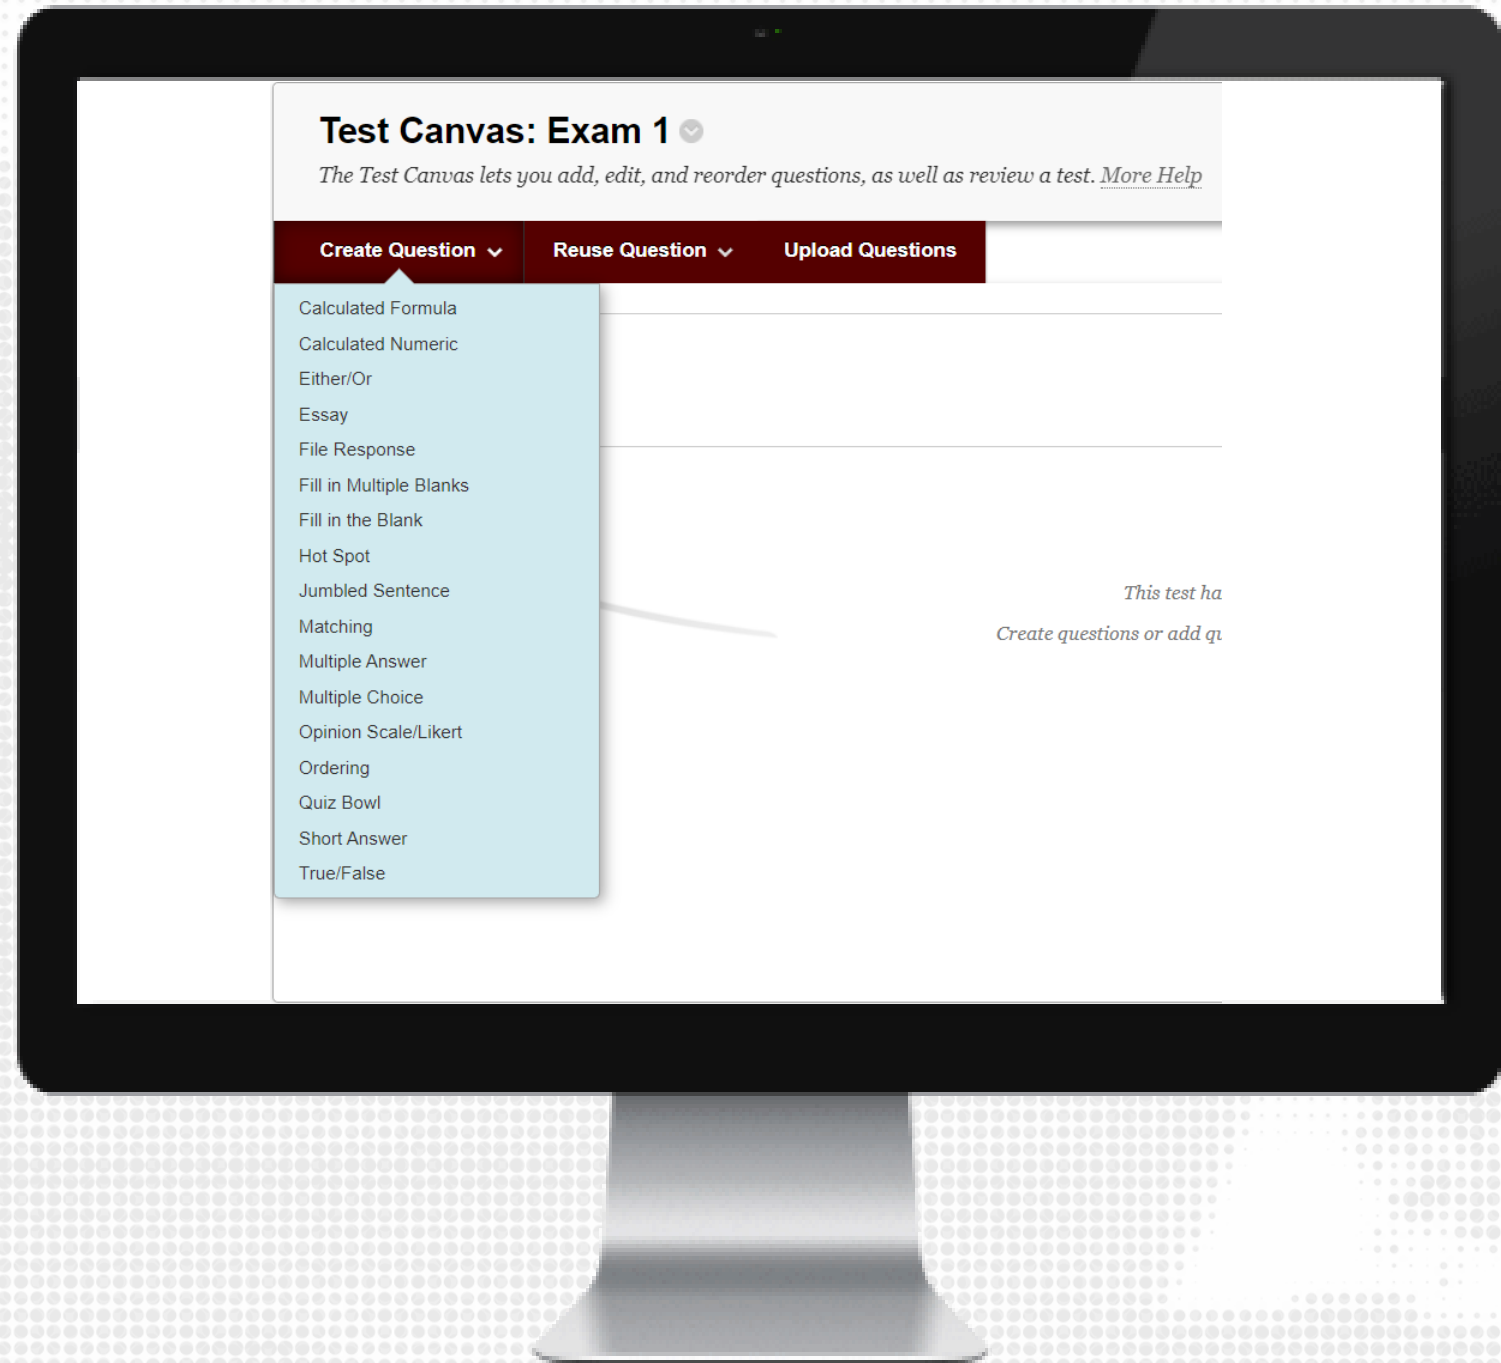 Test Canvas: Exam 1
The Test Canvas lets you add, edit, and reorder questions, as well as review a test. More Help
Create Question Reuse Question Upload Questions
Calculated Formula
Calculated Numeric
Either/Or
Essay
File Response
Fill in Multiple Blanks
Fill in the Blank
Hot Spot
Jumbled Sentence
Matching
Multiple Answer
Multiple Choice
Opinion Scale/Likert
Ordering
Quiz Bowl
Short Answer
True/False
This test ha
Create questions or add qu